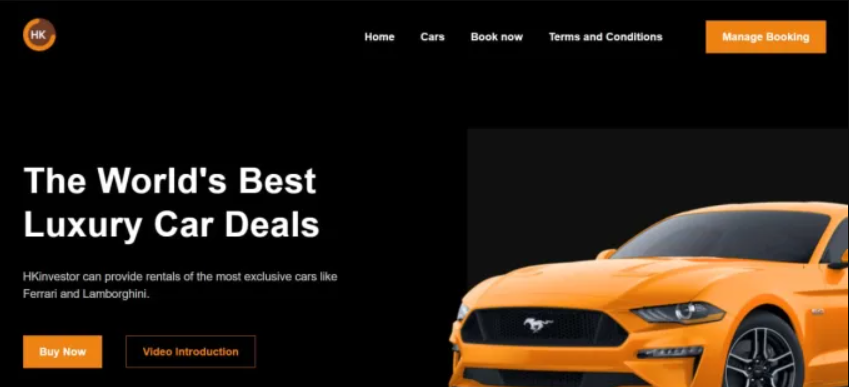 HK
Home Cars Book now Terms and Conditions Manage Booking
The World's Best
Luxury Car Deals
HKinvestor can provide rentals of the most exclusive cars like
Ferrari and Lamborghini.
Buy Now Video Introduction